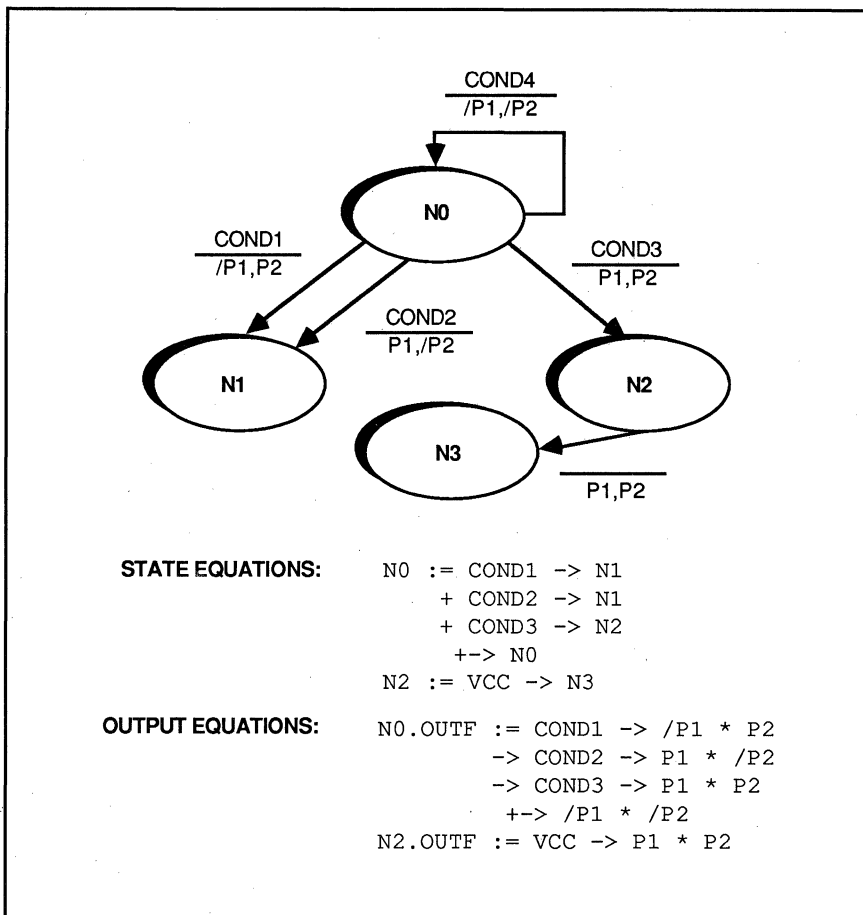 COND4
/P1,/P2
N0
COND1
/P1,P2
COND3
P1,P2
COND2
P1,/P2
N1
N2
N3
P1,P2
STATE EQUATIONS: N0 := COND1 -> N1
+ COND2 -> N1
+ COND3 -> N2
+-> N0
N2 := VCC -> N3
OUTPUT EQUATIONS: N0.OUTF := COND1 -> /P1 * P2
-> COND2 -> P1 * /P2
-> COND3 -> P1 * P2
+-> /P1 * /P2
N2.OUTF := VCC -> P1 * P2